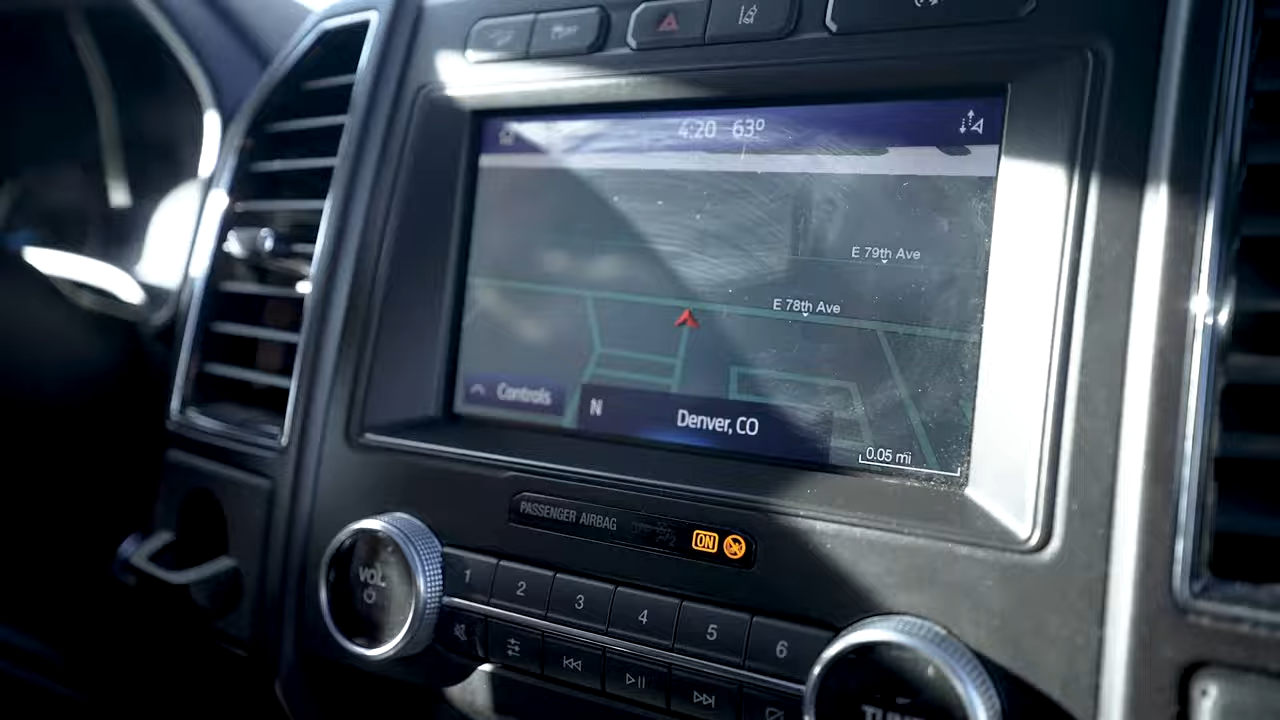 4:20 63°
E 79th Ave
E 78th Ave
Controls
N
Denver, CO
0.05 mi
PASSENGER AIRBAG
ON
VOL
1 2 3 4 5 6
TUNE